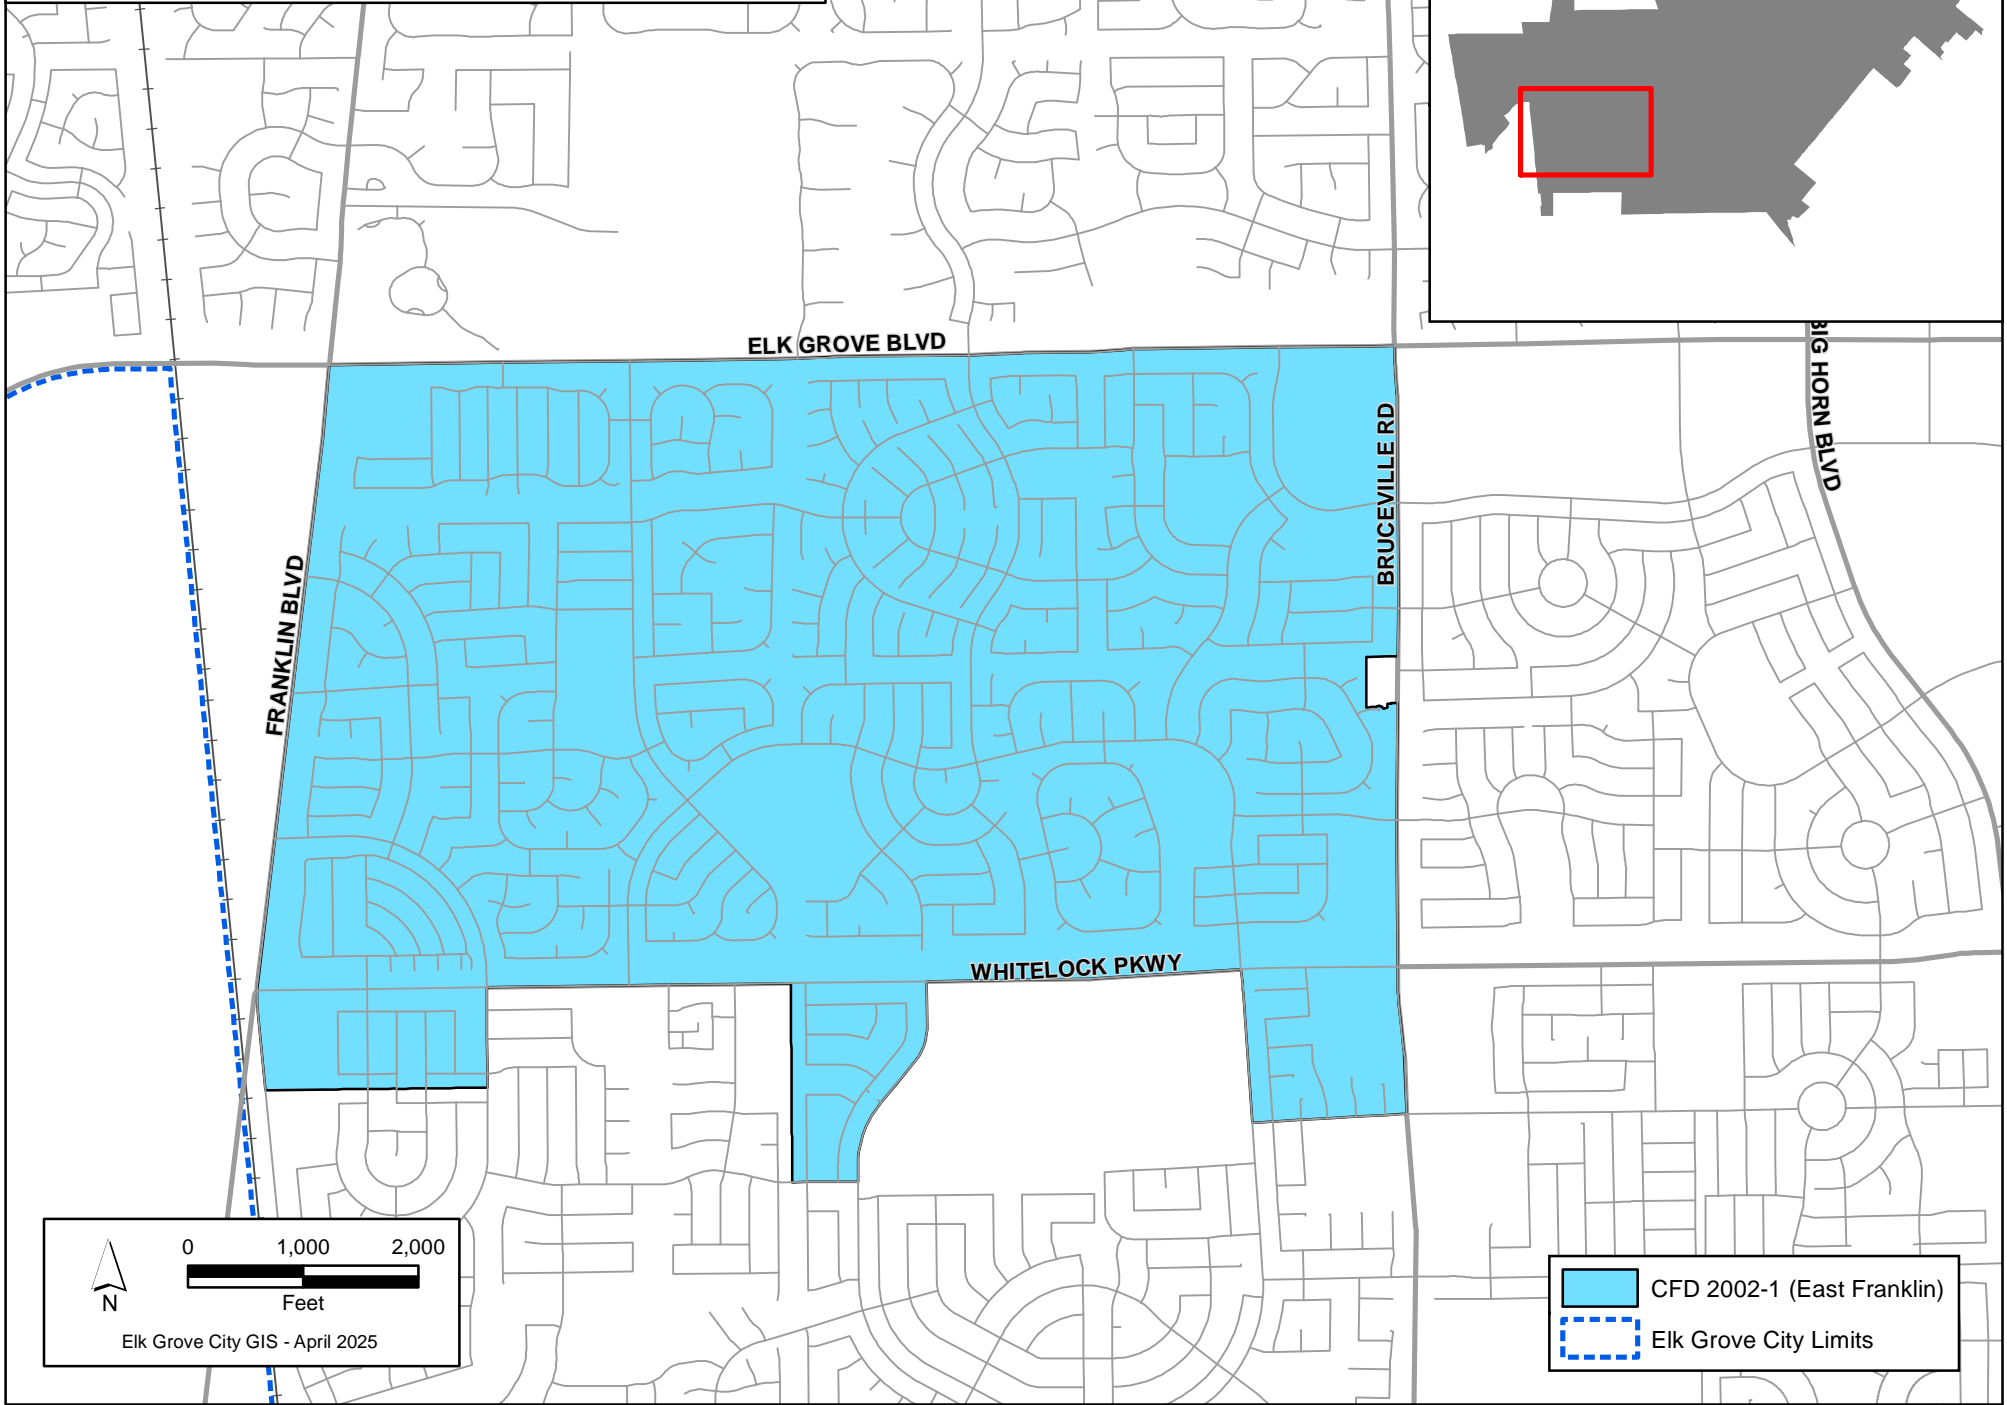 ELK GROVE BLVD
BIG HORN BLVD
BRUCEVILLE RD
FRANKLIN BLVD
WHITELOCK PKWY
0 1,000 2,000
Feet
N
Elk Grove City GIS - April 2025
CFD 2002-1 (East Franklin)
Elk Grove City Limits